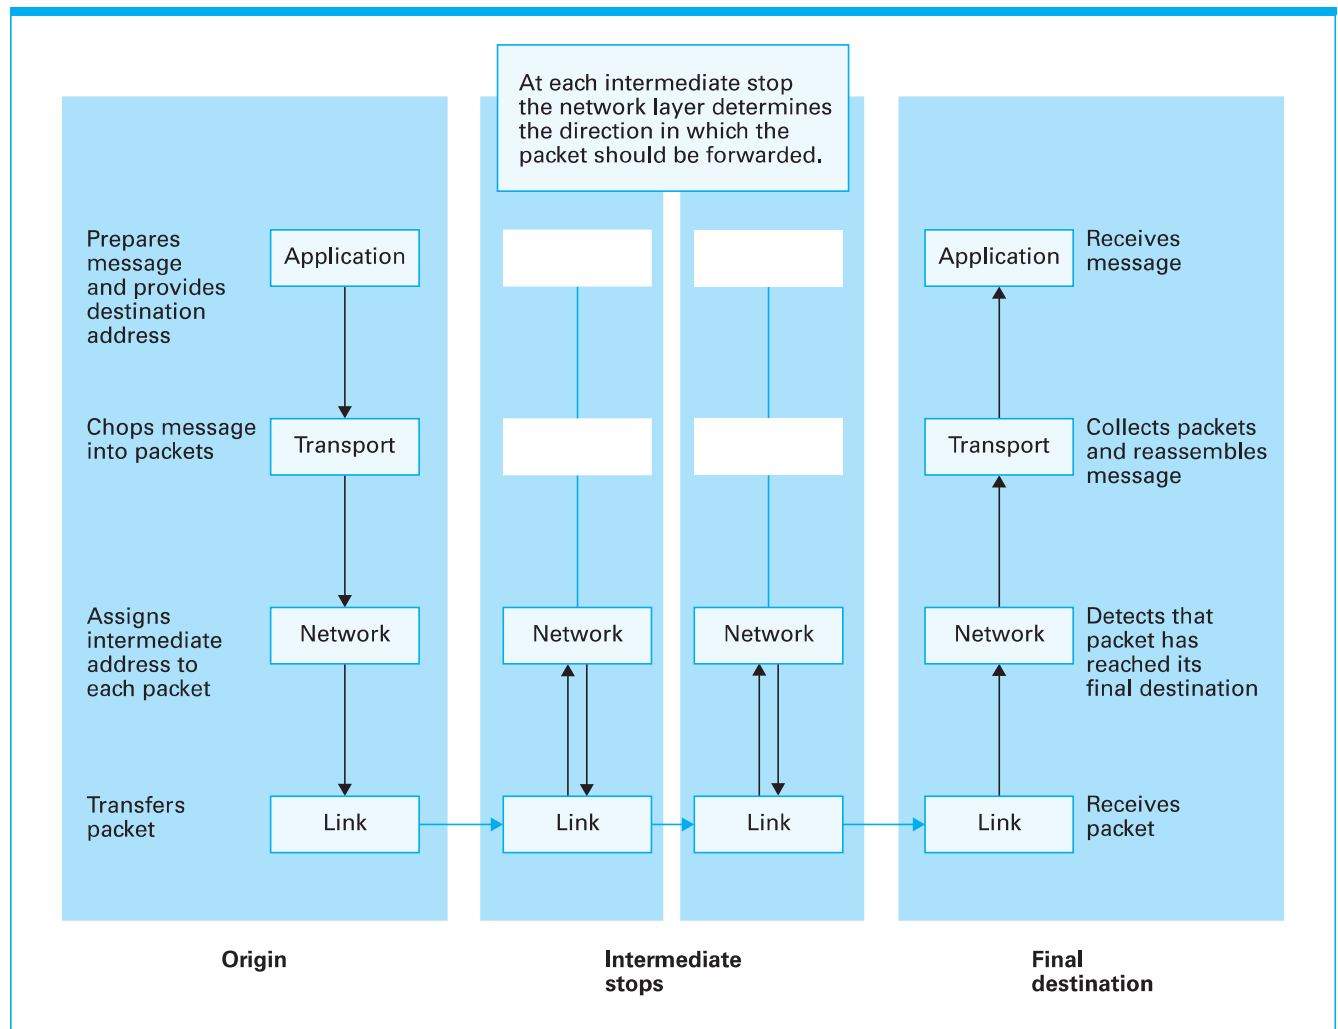 At each intermediate stop
the network layer determines
the direction in which the
packet should be forwarded.
Prepares
message
and provides
destination
address
Application
Application
Receives
message
Chops message
into packets
Transport
Transport
Collects packets
and reassembles
message
Assigns
intermediate
address to
each packet
Network
Network
Network
Network
Detects that
packet has
reached its
final destination
Transfers
packet
Link
Link
Link
Link
Receives
packet
Origin
Intermediate
stops
Final
destination